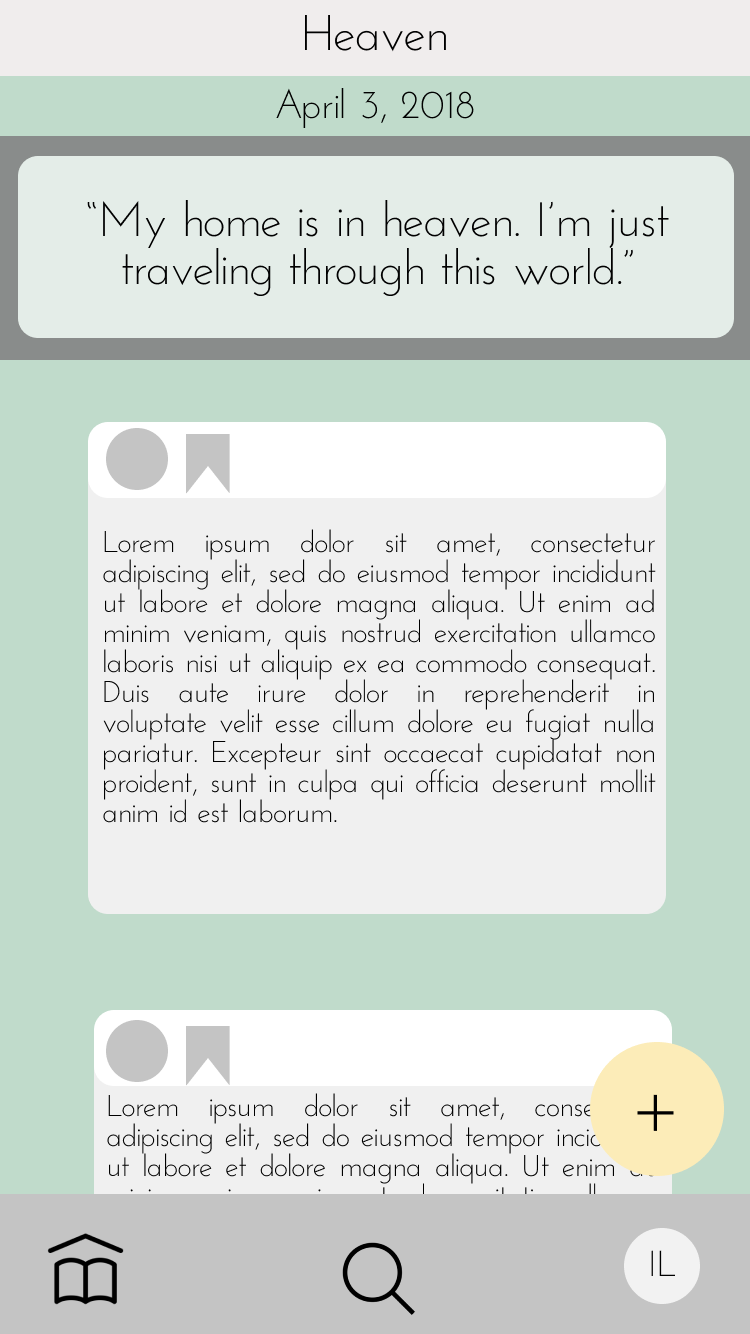 Heaven
April 3, 2018
“My home is in heaven. I’m just
traveling through this world.”
Lorem ipsum dolor sit amet, consectetur
adipiscing elit, sed do eiusmod tempor incididunt
ut labore et dolore magna aliqua. Ut enim ad
minim veniam, quis nostrud exercitation ullamco
laboris nisi ut aliquip ex ea commodo consequat.
Duis aute irure dolor in reprehenderit in
voluptate velit esse cillum dolore eu fugiat nulla
pariatur. Excepteur sint occaecat cupidatat non
proident, sunt in culpa qui officia deserunt mollit
anim id est laborum.
Lorem ipsum dolor sit amet,
adipiscing elit, sed do eiusmod tempor
ut labore et dolore magna aliqua. Ut enim
IL